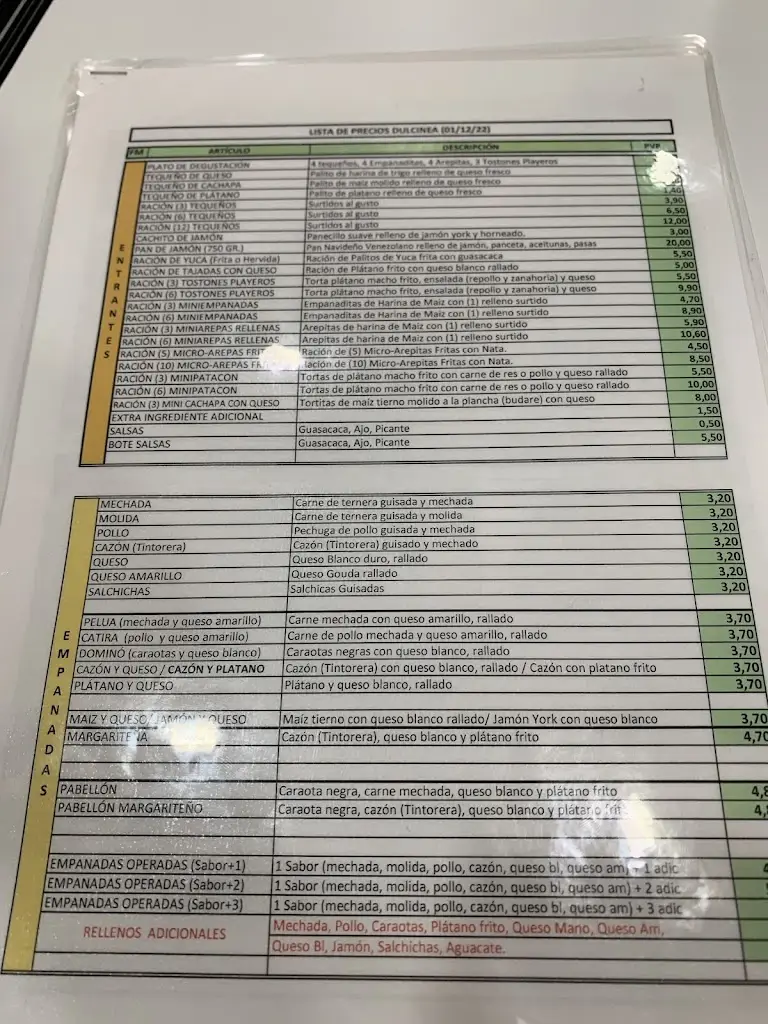 LISTA DE PRECIOS DULCINEA (01/12/22)
FM ARTÍCULO DESCRIPCIÓN PVP
ENTRANTES
PLATO DE DEGUSTACIÓN 4 tequeños, 4 Empanaditas, 4 Arepitas, 3 Tostones Playeros
TEQUEÑO DE QUESO Palito de harina de trigo relleno de queso fresco
TEQUEÑO DE CACHAPA Palito de maíz molido relleno de queso fresco
TEQUEÑO DE PLÁTANO Palito de platano relleno de queso fresco 1,40
RACIÓN (3) TEQUEÑOS Surtidos al gusto 3,90
RACIÓN (6) TEQUEÑOS Surtidos al gusto 6,50
RACIÓN (12) TEQUEÑOS Surtidos al gusto 12,00
CACHITO DE JAMÓN Panecillo suave relleno de jamón york y horneado. 3,00
PAN DE JAMÓN (750 GR.) Pan Navideño Venezolano relleno de jamón, panceta, aceitunas, pasas 20,00
RACIÓN DE YUCA (Frita o Hervida) Ración de Palitos de Yuca frita con guasacaca 5,50
RACIÓN DE TAJADAS CON QUESO Ración de Plátano frito con queso blanco rallado 5,00
RACIÓN (3) TOSTONES PLAYEROS Torta plátano macho frito, ensalada (repollo y zanahoria) y queso 5,50
RACIÓN (6) TOSTONES PLAYEROS Torta plátano macho frito, ensalada (repollo y zanahoria) y queso 9,90
RACIÓN (3) MINIEMPANADAS Empanaditas de Harina de Maiz con (1) relleno surtido 4,70
RACIÓN (6) MINIEMPANADAS Empanaditas de Harina de Maiz con (1) relleno surtido 8,90
RACIÓN (3) MINIAREPAS RELLENAS Arepitas de harina de Maiz con (1) relleno surtido 5,90
RACIÓN (6) MINIAREPAS RELLENAS Arepitas de harina de Maiz con (1) relleno surtido 10,60
RACIÓN (5) MICRO-AREPAS FRIT Ración de (5) Micro-Arepitas Fritas con Nata. 4,50
RACIÓN (10) MICRO-AREPAS FR Ración de (10) Micro-Arepitas Fritas con Nata. 8,50
RACIÓN (3) MINIPATACON Tortas de plátano macho frito con carne de res o pollo y queso rallado 5,50
RACIÓN (6) MINIPATACON Tortas de plátano macho frito con carne de res o pollo y queso rallado 10,00
RACIÓN (3) MINI CACHAPA CON QUESO Tortitas de maíz tierno molido a la plancha (budare) con queso 8,00
EXTRA INGREDIENTE ADICIONAL 1,50
SALSAS Guasacaca, Ajo, Picante 0,50
BOTE SALSAS Guasacaca, Ajo, Picante 5,50
EMPANADAS
MECHADA Carne de ternera guisada y mechada 3,20
MOLIDA Carne de ternera guisada y molida 3,20
POLLO Pechuga de pollo guisada y mechada 3,20
CAZÓN (Tintorera) Cazón (Tintorera) guisado y mechado 3,20
QUESO Queso Blanco duro, rallado 3,20
QUESO AMARILLO Queso Gouda rallado 3,20
SALCHICHAS Salchicas Guisadas 3,20
PELUA (mechada y queso amarillo) Carne mechada con queso amarillo, rallado 3,70
CATIRA (pollo y queso amarillo) Carne de pollo mechada y queso amarillo, rallado 3,70
DOMINÓ (caraotas y queso blanco) Caraotas negras con queso blanco, rallado 3,70
CAZÓN Y QUESO / CAZÓN Y PLATANO Cazón (Tintorera) con queso blanco, rallado / Cazón con platano frito 3,70
PLÁTANO Y QUESO Plátano y queso blanco, rallado 3,70
MAIZ Y QUESO/ JAMÓN Y QUESO Maíz tierno con queso blanco rallado/ Jamón York con queso blanco 3,70
MARGARITEÑA Cazón (Tintorera), queso blanco y plátano frito 4,70
PABELLÓN Caraota negra, carne mechada, queso blanco y plátano frito 4,8
PABELLÓN MARGARITEÑO Caraota negra, cazón (Tintorera), queso blanco y plátano frit 4,
EMPANADAS OPERADAS (Sabor+1) 1 Sabor (mechada, molida, pollo, cazón, queso bl, queso am) + 1 adic
EMPANADAS OPERADAS (Sabor+2) 1 Sabor (mechada, molida, pollo, cazón, queso bl, queso am) + 2 adic
EMPANADAS OPERADAS (Sabor+3) 1 Sabor (mechada, molida, pollo, cazón, queso bl, queso am) + 3 adic
RELLENOS ADICIONALES Mechada, Pollo, Caraotas, Plátano frito, Queso Mano, Queso Am,
Queso Bl, Jamón, Salchichas, Aguacate.